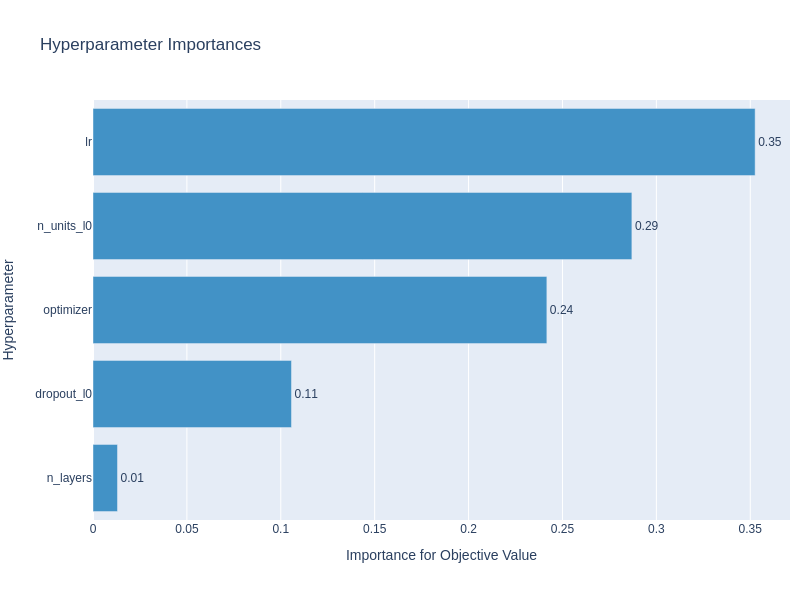 Hyperparameter Importances
Hyperparameter
lr
0.35
n_units_l0
0.29
optimizer
0.24
dropout_l0
0.11
n_layers
0.01
0
0.05
0.1
0.15
0.2
0.25
0.3
0.35
Importance for Objective Value